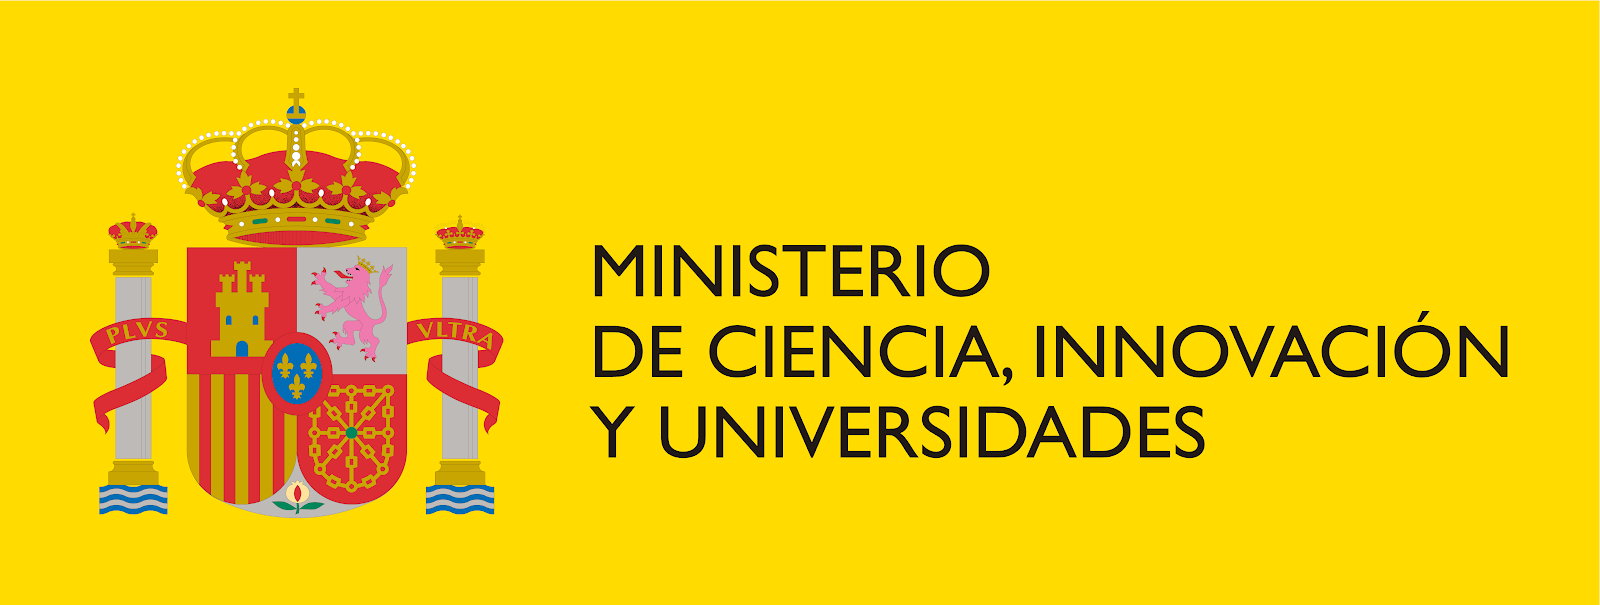 PLVS VLTRA
MINISTERIO
DE CIENCIA, INNOVACIÓN
Y UNIVERSIDADES